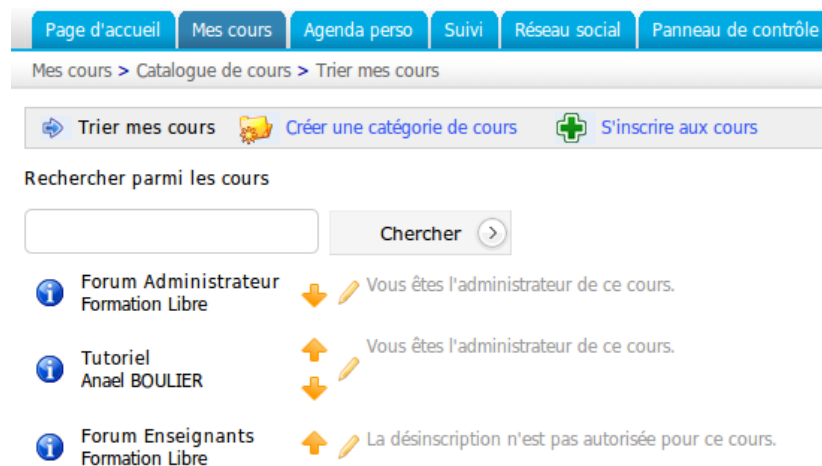 Page d'accueil Mes cours Agenda perso Suivi Réseau social Panneau de contrôle
Mes cours > Catalogue de cours > Trier mes cours
Trier mes cours Créer une catégorie de cours S'inscrire aux cours
Rechercher parmi les cours
Chercher
Forum Administrateur Vous êtes l'administrateur de ce cours.
Formation Libre
Tutoriel Vous êtes l'administrateur de ce cours.
Anael BOULIER
Forum Enseignants La désinscription n'est pas autorisée pour ce cours.
Formation Libre